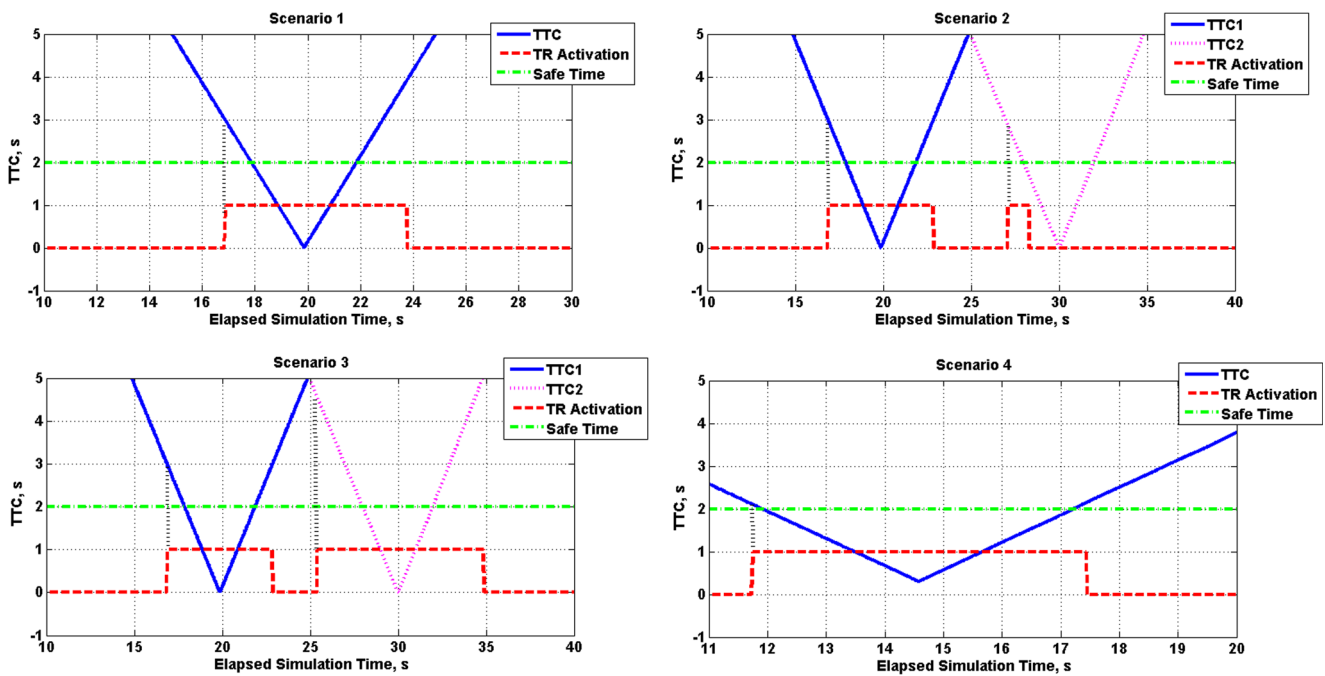 Scenario 1
TTC
TR Activation
Safe Time
5
4
3
2
1
0
-1
TTC, s
10 12 14 16 18 20 22 24 26 28 30
Elapsed Simulation Time, s
Scenario 2
TTC1
TTC2
TR Activation
Safe Time
5
4
3
2
1
0
-1
TTC, s
10 15 20 25 30 35 40
Elapsed Simulation Time, s
Scenario 3
TTC1
TTC2
TR Activation
Safe Time
5
4
3
2
1
0
-1
TTC, s
10 15 20 25 30 35 40
Elapsed Simulation Time, s
Scenario 4
TTC
TR Activation
Safe Time
5
4
3
2
1
0
-1
TTC, s
11 12 13 14 15 16 17 18 19 20
Elapsed Simulation Time, s